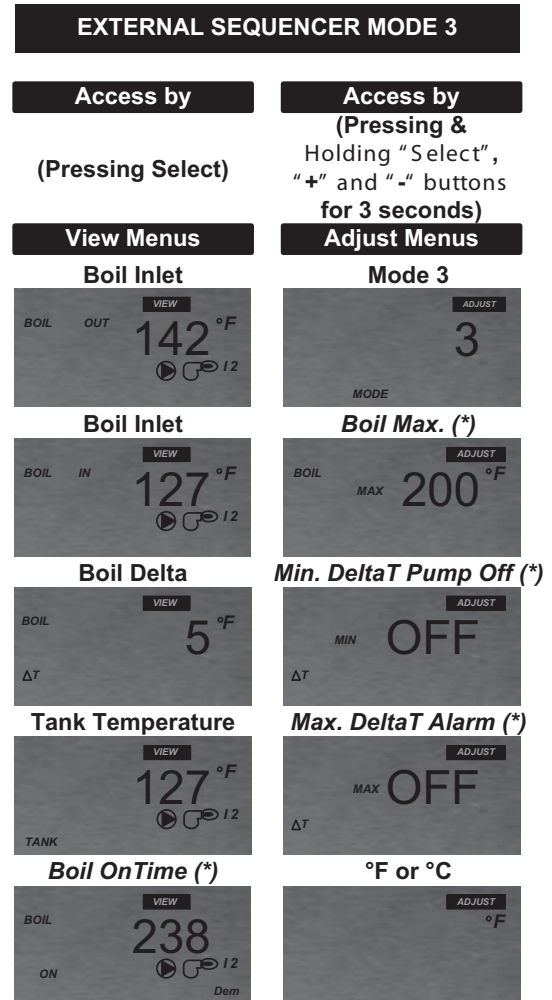 EXTERNAL SEQUENCER MODE 3
Access by
(Pressing Select)
View Menus
Boil Inlet
VIEW
BOIL OUT 142 °F
1 2
Boil Inlet
VIEW
BOIL IN 127 °F
1 2
Boil Delta
VIEW
BOIL 5 °F
ΔT
Tank Temperature
VIEW
127 °F
1 2
TANK
Boil OnTime (*)
VIEW
BOIL 238
1 2
ON
Dem
Access by
(Pressing &
Holding "Select",
"+" and "-" buttons
for 3 seconds)
Adjust Menus
Mode 3
ADJUST
3
MODE
Boil Max. (*)
ADJUST
BOIL MAX 200 °F
Min. DeltaT Pump Off (*)
ADJUST
MIN OFF
ΔT
Max. DeltaT Alarm (*)
ADJUST
MAX OFF
ΔT
°F or °C
ADJUST
°F